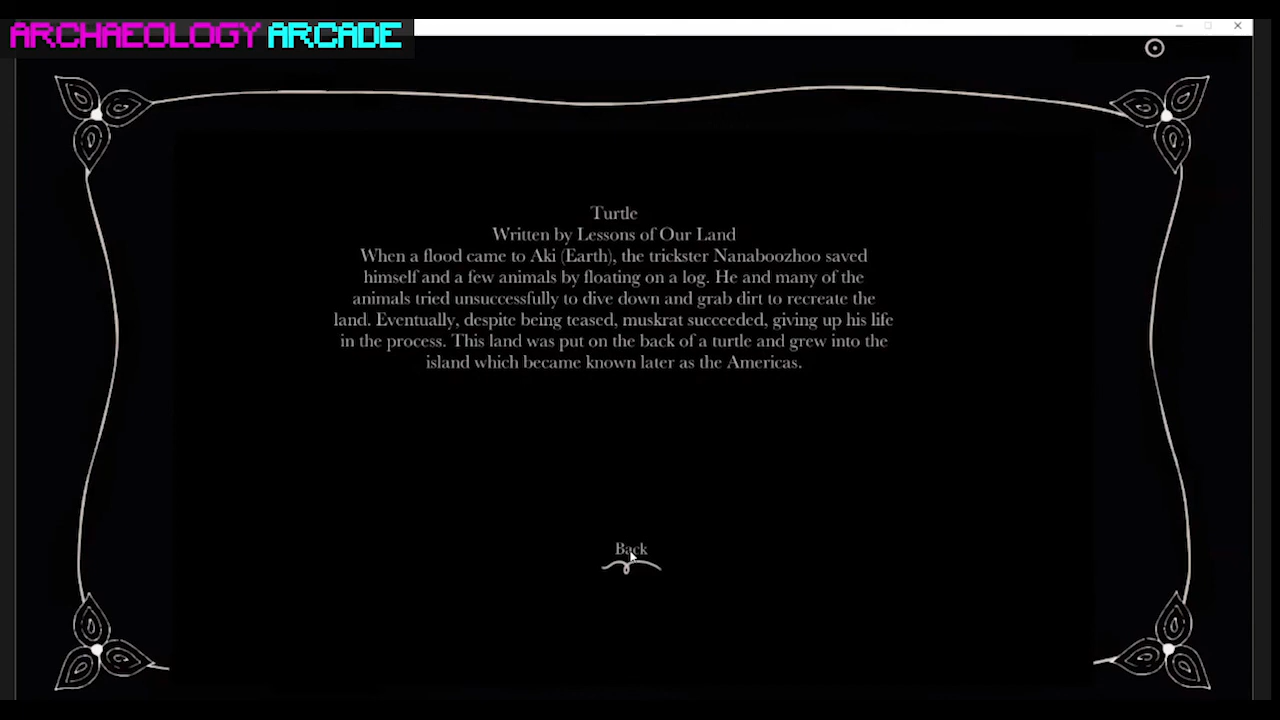 ARCHAEOLOGY ARCADE
Turtle
Written by Lessons of Our Land
When a flood came to Aki (Earth), the trickster Nanaboozhoo saved
himself and a few animals by floating on a log. He and many of the
animals tried unsuccessfully to dive down and grab dirt to recreate the
land. Eventually, despite being teased, muskrat succeeded, giving up his life
in the process. This land was put on the back of a turtle and grew into the
island which became known later as the Americas.
Back